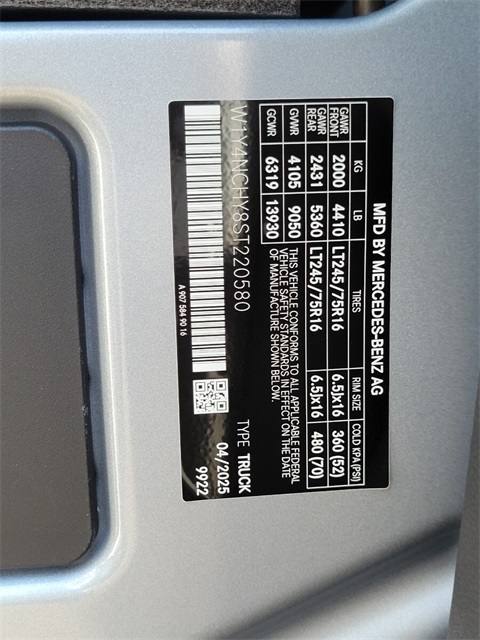 MFD BY MERCEDES-BENZ AG
KG LB TIRES RIM SIZE COLD KPA (PSI)
GAWR FRONT 2000 4410 LT245/75R16 6.5Jx16 360 (52)
GAWR REAR 2431 5360 LT245/75R16 6.5Jx16 480 (70)
GVWR 4105 9050
GCWR 6319 13930
THIS VEHICLE CONFORMS TO ALL APPLICABLE FEDERAL
VEHICLE SAFETY STANDARDS IN EFFECT ON THE DATE
OF MANUFACTURE SHOWN BELOW.
W1Y4NCHY8ST220580
TYPE TRUCK
04/2025
9922
A 907 584 90 16